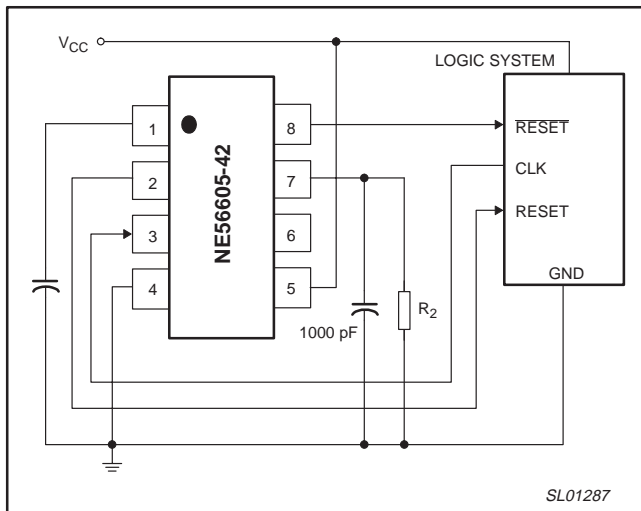 VCC
LOGIC SYSTEM
1
8
RESET
NE56605-42
2
7
CLK
3
6
RESET
4
5
GND
1000 pF
R2
SL01287